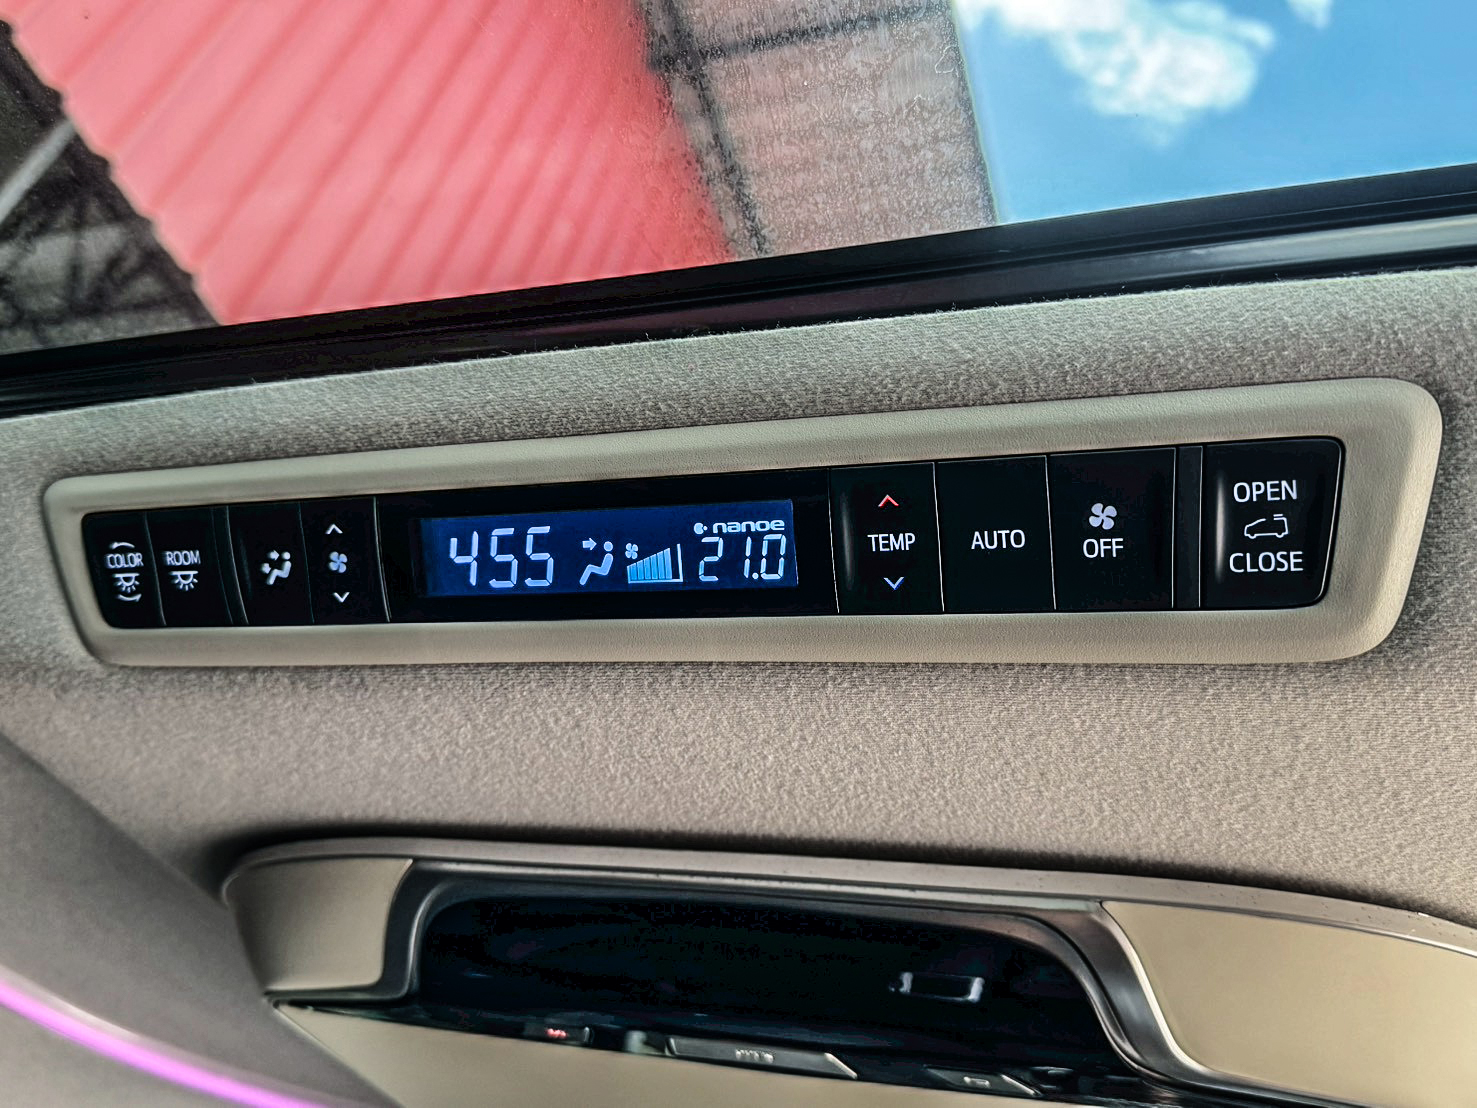 COLOR
ROOM
455
nanoe
21.0
TEMP
AUTO
OFF
OPEN
CLOSE